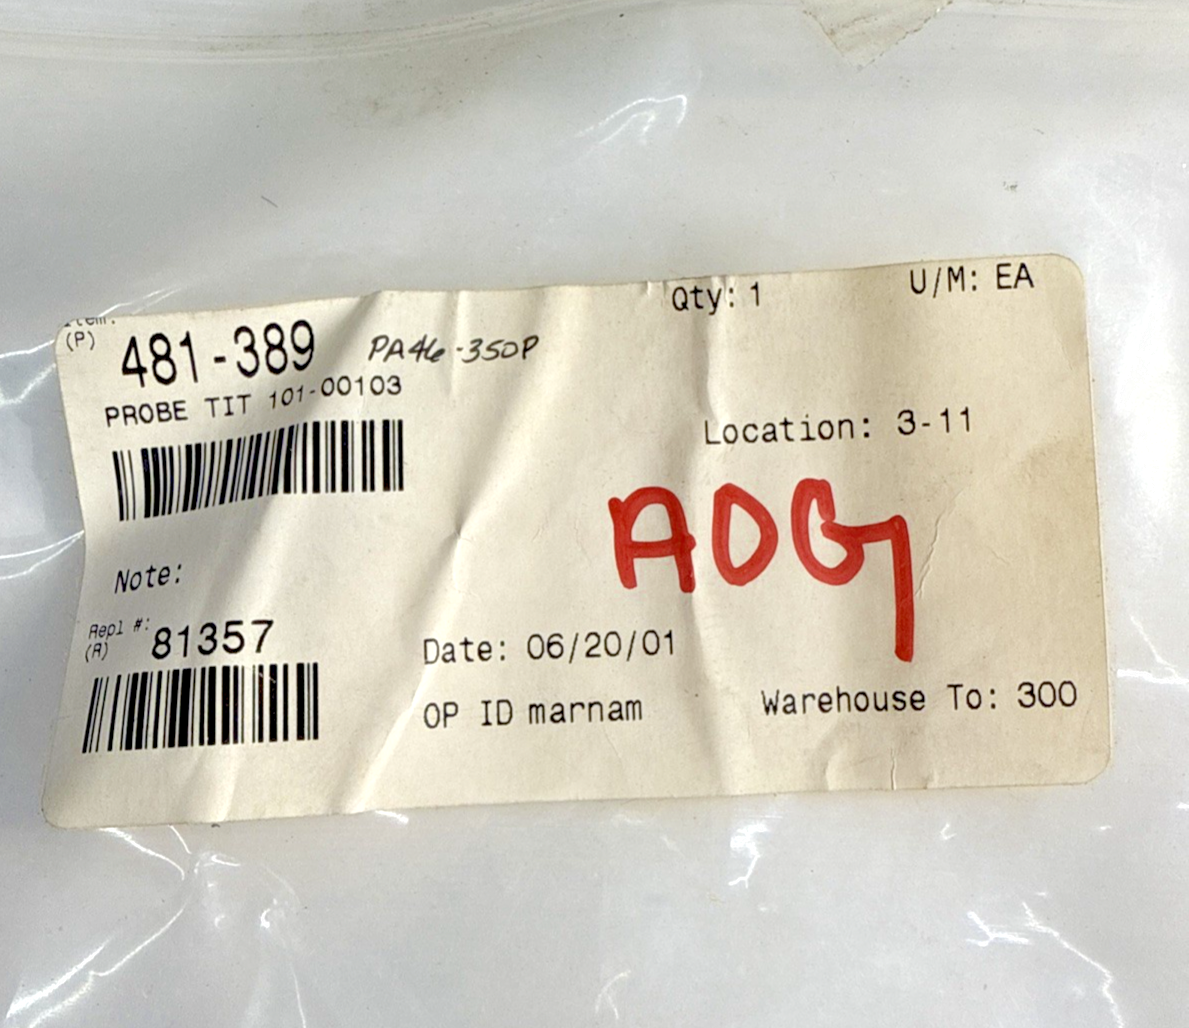 Item:
(P) 481-389 PA46-350P
PROBE TIT 101-00103
Qty: 1
U/M: EA
Location: 3-11
AOG
Note:
Repl #:
(R) 81357
Date: 06/20/01
OP ID marnam
Warehouse To: 300